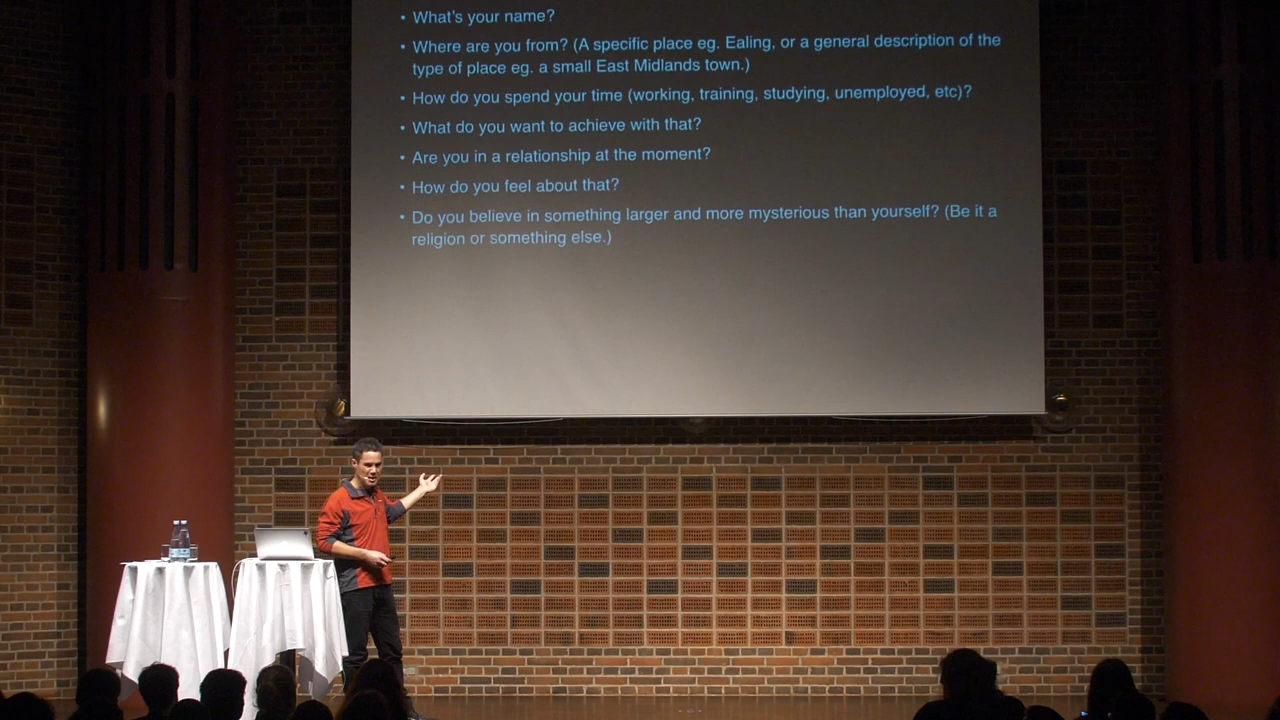 • What's your name?
• Where are you from? (A specific place eg. Ealing, or a general description of the
type of place eg. a small East Midlands town.)
• How do you spend your time (working, training, studying, unemployed, etc)?
• What do you want to achieve with that?
• Are you in a relationship at the moment?
• How do you feel about that?
• Do you believe in something larger and more mysterious than yourself? (Be it a
religion or something else.)